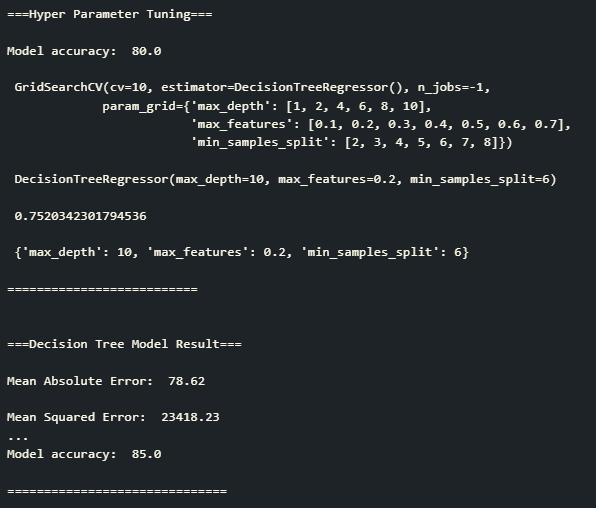 ===Hyper Parameter Tuning===
Model accuracy:  80.0
GridSearchCV(cv=10, estimator=DecisionTreeRegressor(), n_jobs=-1,
param_grid={'max_depth': [1, 2, 4, 6, 8, 10],
'max_features': [0.1, 0.2, 0.3, 0.4, 0.5, 0.6, 0.7],
'min_samples_split': [2, 3, 4, 5, 6, 7, 8]})
DecisionTreeRegressor(max_depth=10, max_features=0.2, min_samples_split=6)
0.7520342301794536
{'max_depth': 10, 'max_features': 0.2, 'min_samples_split': 6}
==========================
===Decision Tree Model Result===
Mean Absolute Error:  78.62
Mean Squared Error:  23418.23
...
Model accuracy:  85.0
==============================